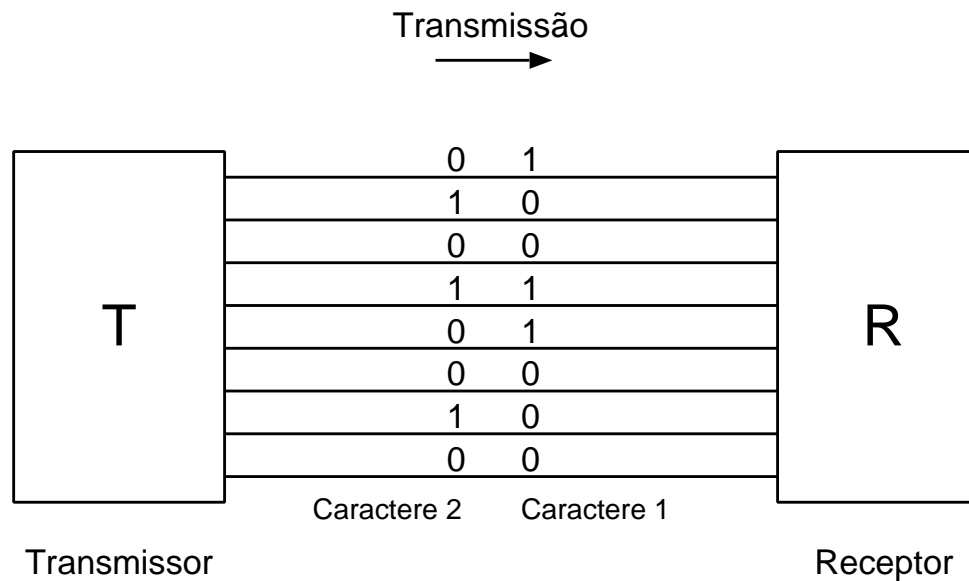 Transmissão
0 1
1 0
0 0
1 1
T 0 1 R
0 0
1 0
0 0
Caractere 2 Caractere 1
Transmissor Receptor